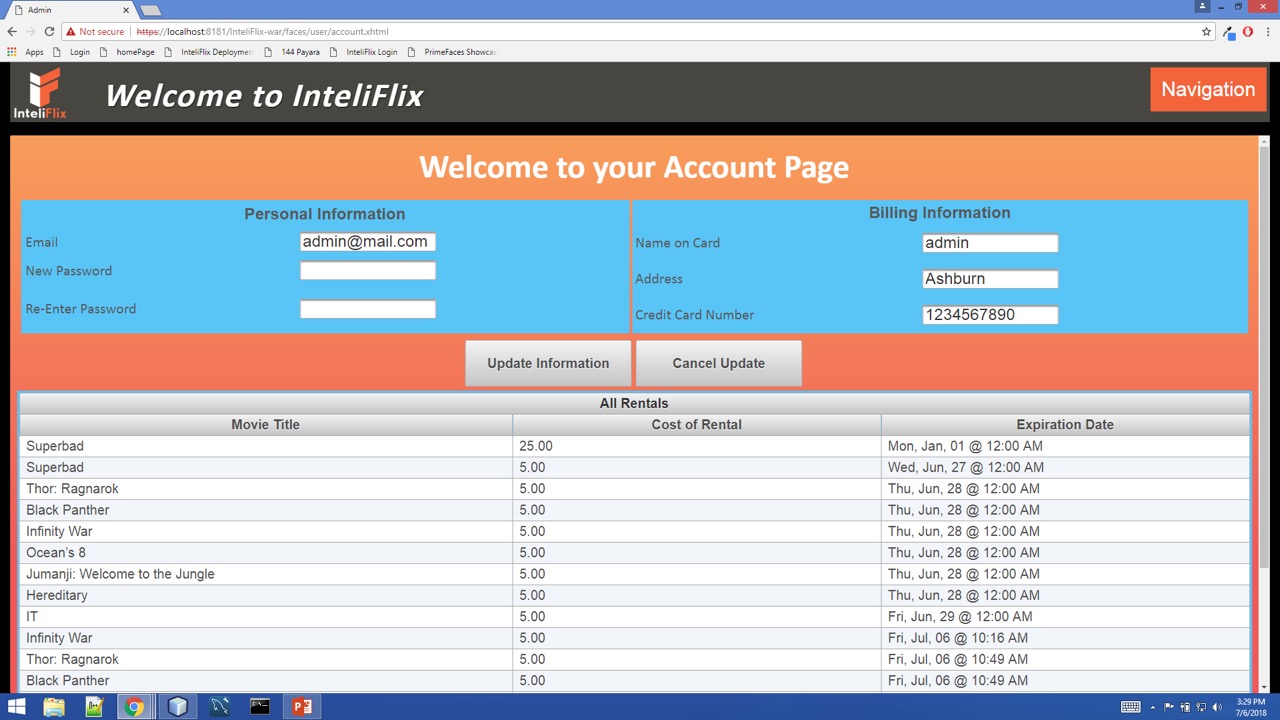 Admin
Not secure https://localhost:8181/InteliFlix-war/faces/user/account.xhtml
Apps Login homePage InteliFlix Deploymen 144 Payara InteliFlix Login PrimeFaces Showcas
InteliFlix
Welcome to InteliFlix
Navigation
Welcome to your Account Page
Personal Information
Email admin@mail.com
New Password
Re-Enter Password
Billing Information
Name on Card admin
Address Ashburn
Credit Card Number 1234567890
Update Information Cancel Update
All Rentals
Movie Title Cost of Rental Expiration Date
Superbad 25.00 Mon, Jan, 01 @ 12:00 AM
Superbad 5.00 Wed, Jun, 27 @ 12:00 AM
Thor: Ragnarok 5.00 Thu, Jun, 28 @ 12:00 AM
Black Panther 5.00 Thu, Jun, 28 @ 12:00 AM
Infinity War 5.00 Thu, Jun, 28 @ 12:00 AM
Ocean's 8 5.00 Thu, Jun, 28 @ 12:00 AM
Jumanji: Welcome to the Jungle 5.00 Thu, Jun, 28 @ 12:00 AM
Hereditary 5.00 Thu, Jun, 28 @ 12:00 AM
IT 5.00 Fri, Jun, 29 @ 12:00 AM
Infinity War 5.00 Fri, Jul, 06 @ 10:16 AM
Thor: Ragnarok 5.00 Fri, Jul, 06 @ 10:49 AM
Black Panther 5.00 Fri, Jul, 06 @ 10:49 AM
3:29 PM
7/6/2018